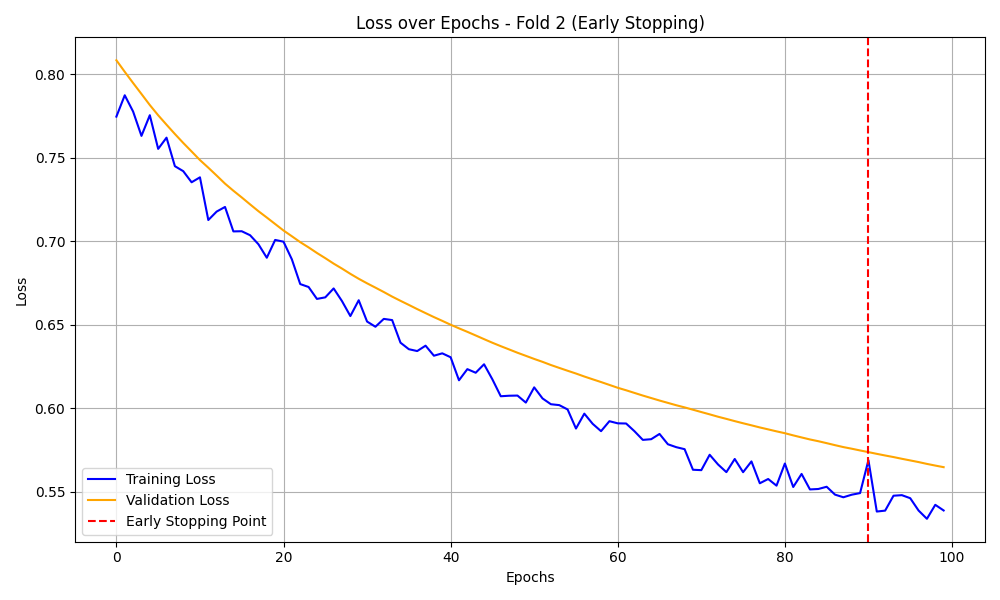 Loss over Epochs - Fold 2 (Early Stopping)
Loss
0.80
0.75
0.70
0.65
0.60
0.55
Training Loss
Validation Loss
Early Stopping Point
0 20 40 60 80 100
Epochs